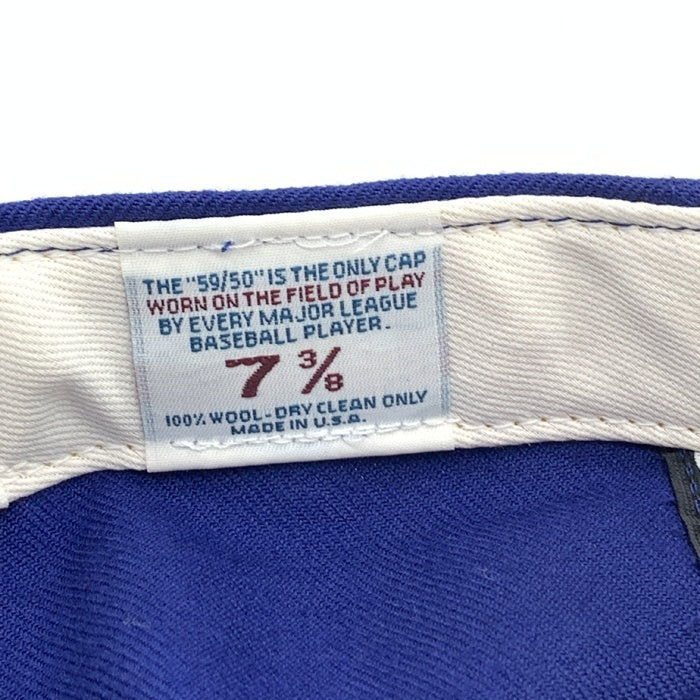 THE "59/50" IS THE ONLY CAP
WORN ON THE FIELD OF PLAY
BY EVERY MAJOR LEAGUE
BASEBALL PLAYER.
7 3/8
100% WOOL-DRY CLEAN ONLY
MADE IN U.S.A.